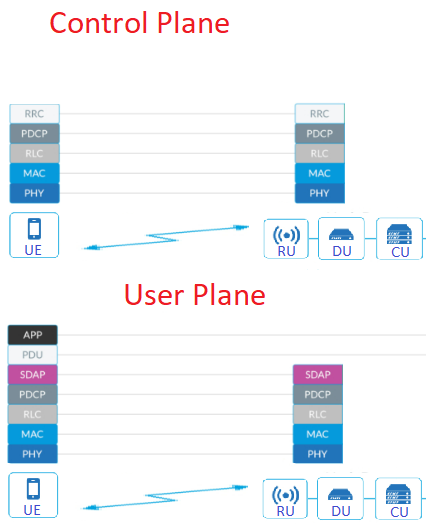 Control Plane
RRC RRC
PDCP PDCP
RLC RLC
MAC MAC
PHY PHY
UE RU DU CU
User Plane
APP
PDU
SDAP SDAP
PDCP PDCP
RLC RLC
MAC MAC
PHY PHY
UE RU DU CU